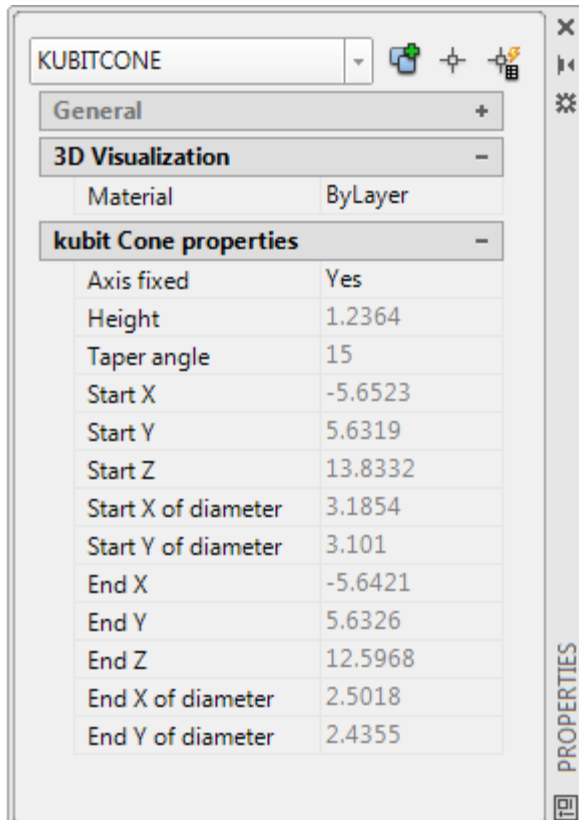 KUBITCONE
General +
3D Visualization –
Material ByLayer
kubit Cone properties –
Axis fixed Yes
Height 1.2364
Taper angle 15
Start X -5.6523
Start Y 5.6319
Start Z 13.8332
Start X of diameter 3.1854
Start Y of diameter 3.101
End X -5.6421
End Y 5.6326
End Z 12.5968
End X of diameter 2.5018
End Y of diameter 2.4355
PROPERTIES